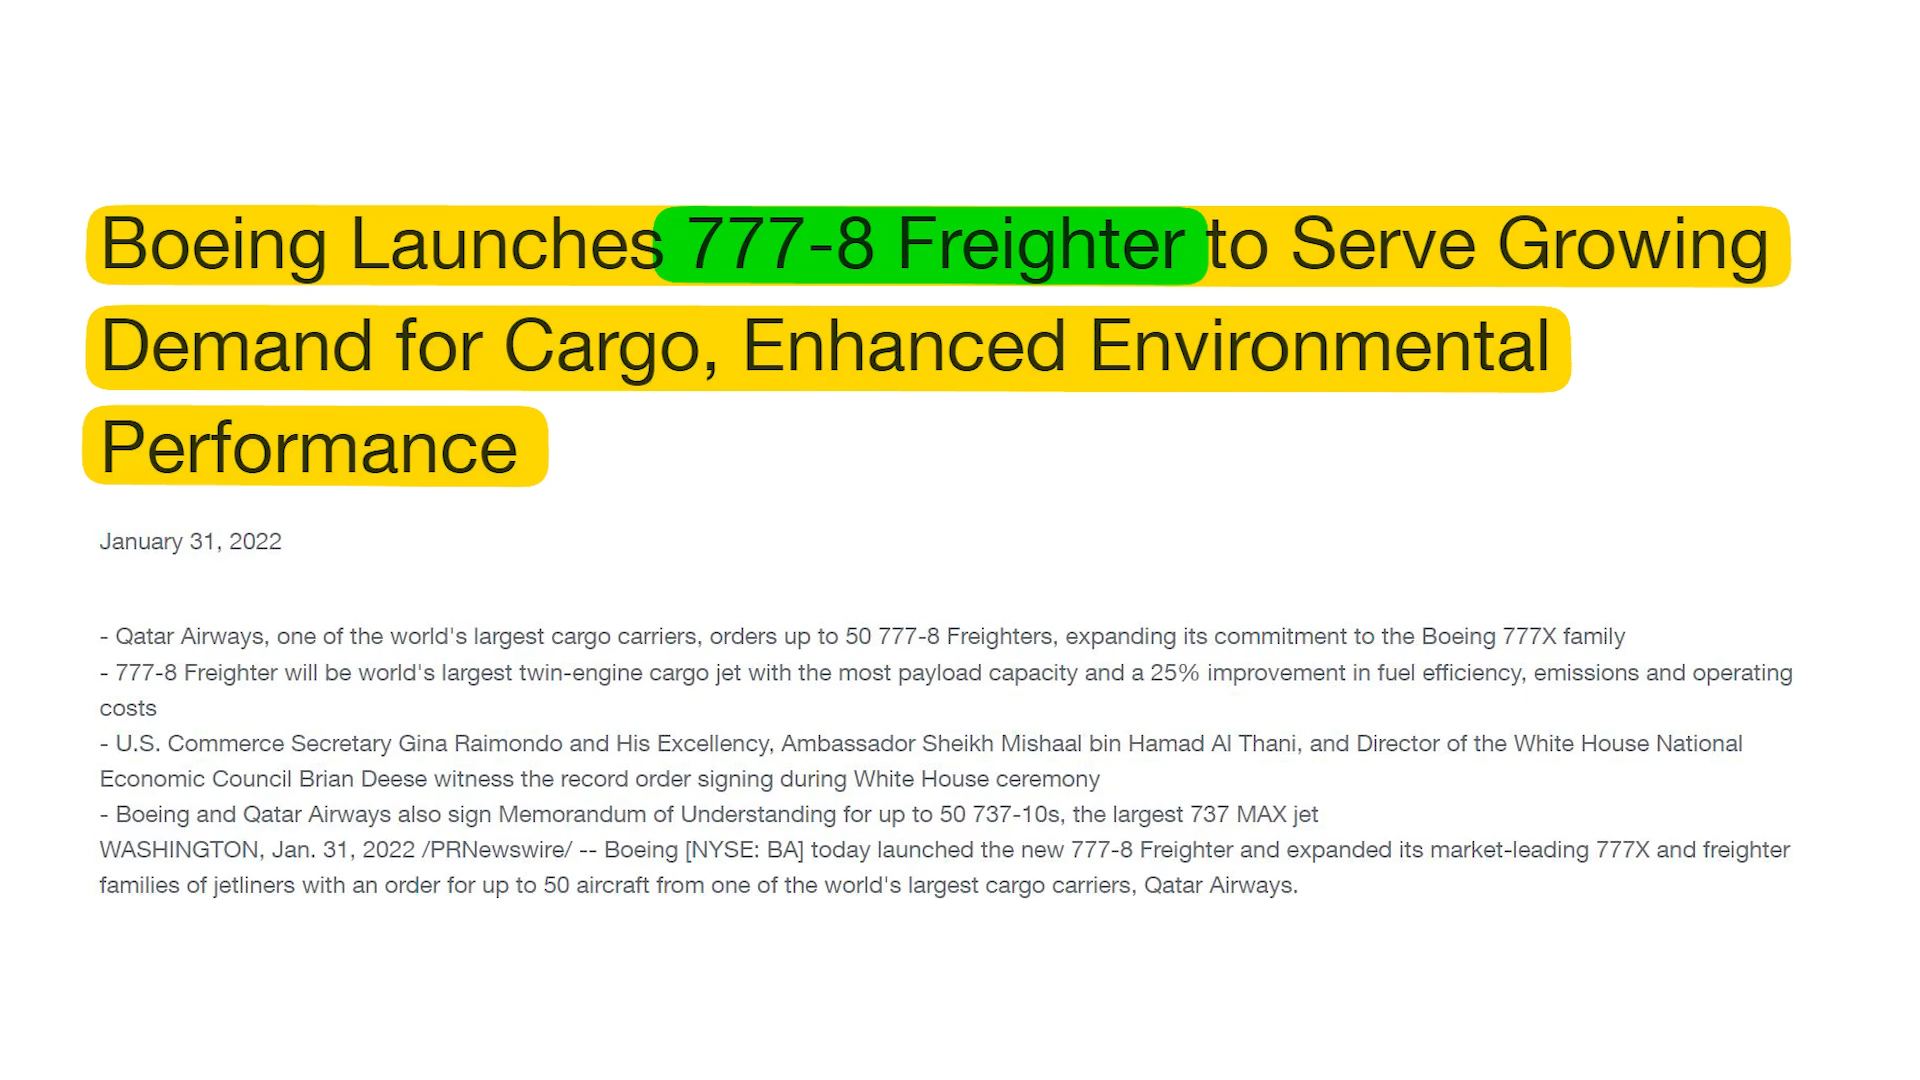 Boeing Launches 777-8 Freighter to Serve Growing
Demand for Cargo, Enhanced Environmental
Performance
January 31, 2022
- Qatar Airways, one of the world's largest cargo carriers, orders up to 50 777-8 Freighters, expanding its commitment to the Boeing 777X family
- 777-8 Freighter will be world's largest twin-engine cargo jet with the most payload capacity and a 25% improvement in fuel efficiency, emissions and operating
costs
- U.S. Commerce Secretary Gina Raimondo and His Excellency, Ambassador Sheikh Mishaal bin Hamad Al Thani, and Director of the White House National
Economic Council Brian Deese witness the record order signing during White House ceremony
- Boeing and Qatar Airways also sign Memorandum of Understanding for up to 50 737-10s, the largest 737 MAX jet
WASHINGTON, Jan. 31, 2022 /PRNewswire/ -- Boeing [NYSE: BA] today launched the new 777-8 Freighter and expanded its market-leading 777X and freighter
families of jetliners with an order for up to 50 aircraft from one of the world's largest cargo carriers, Qatar Airways.